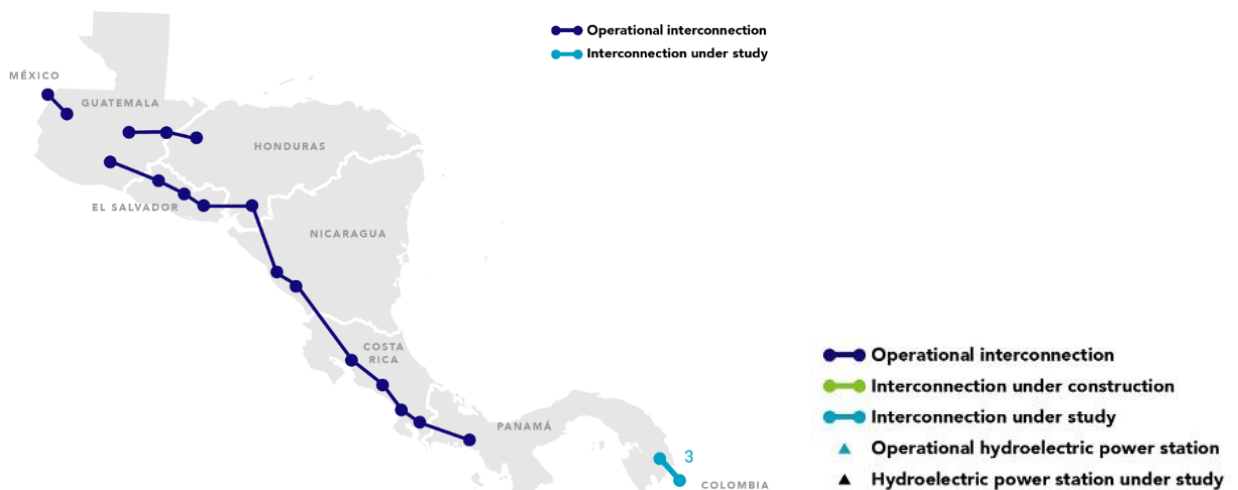 Operational interconnection
Interconnection under study
MÉXICO
GUATEMALA
HONDURAS
EL SALVADOR
NICARAGUA
COSTA
RICA
PANAMÁ
3
COLOMBIA
Operational interconnection
Interconnection under construction
Interconnection under study
Operational hydroelectric power station
Hydroelectric power station under study